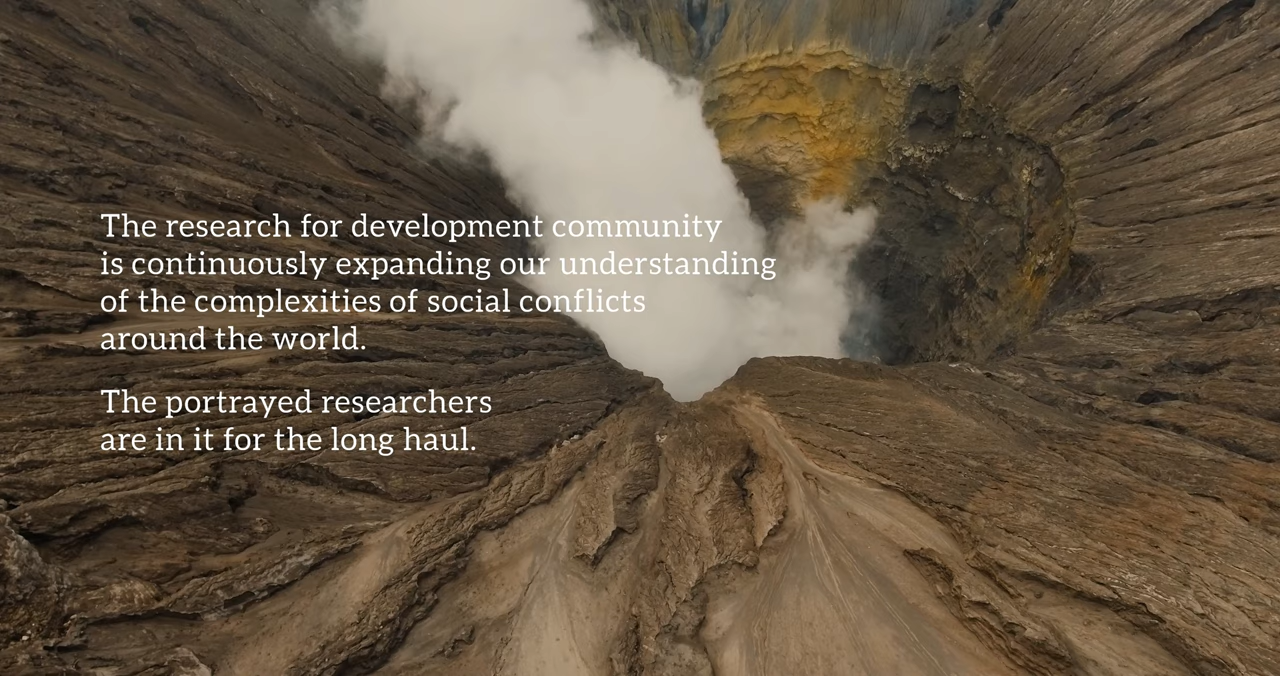 The research for development community
is continuously expanding our understanding
of the complexities of social conflicts
around the world.
The portrayed researchers
are in it for the long haul.